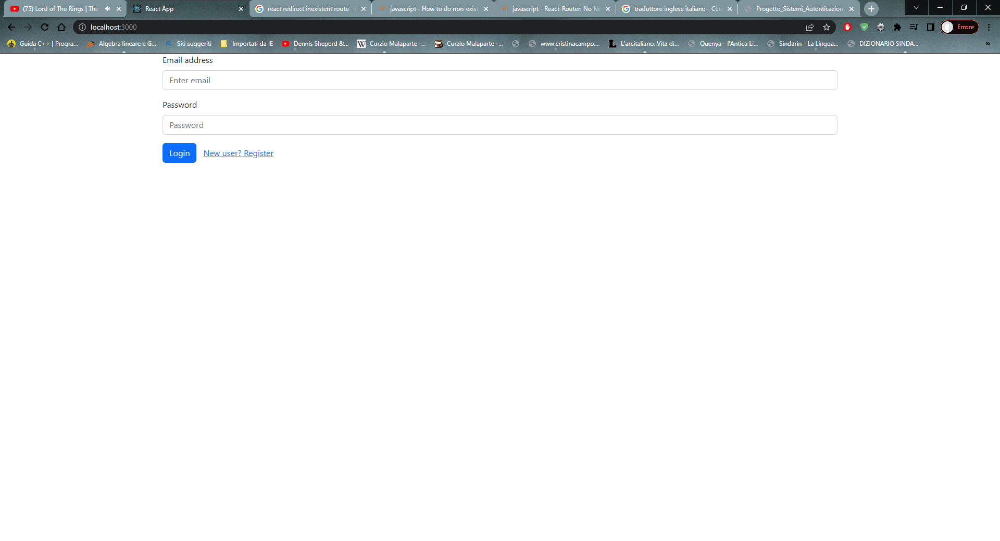 (75) Lord of The Rings | The
React App
react redirect inexistent route -
javascript - How to do non-exist
javascript - React-Router: No No
traduttore inglese italiano - Cerc
Progetto_Sistemi_Autenticazion
localhost:3000
Errore
Guida C++ | Progra...
Algebra lineare e G...
Siti suggeriti
Importati da IE
Dennis Sheperd &...
Curzio Malaparte -...
Curzio Malaparte -...
www.cristinacampo....
L'arcitaliano. Vita di...
Quenya - l'Antica Li...
Sindarin - La Lingua...
DIZIONARIO SINDA...
Email address
Enter email
Password
Password
Login
New user? Register